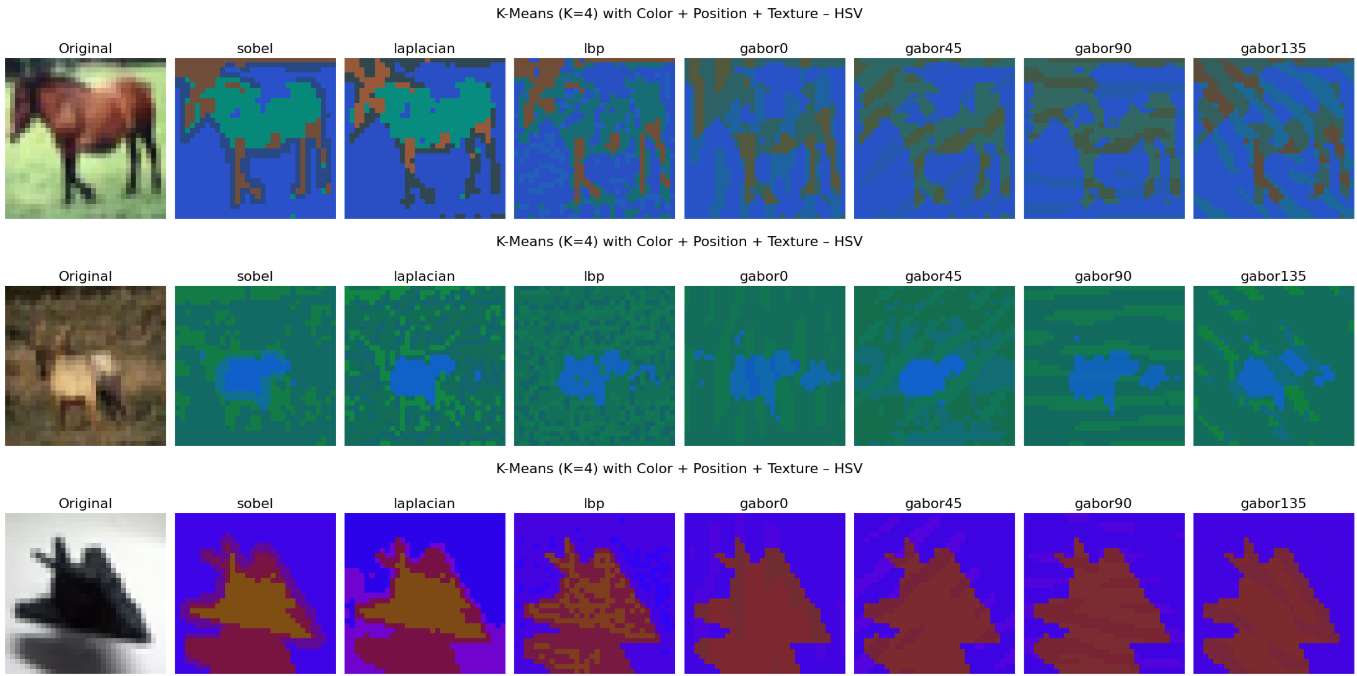 K-Means (K=4) with Color + Position + Texture – HSV
Original sobel laplacian lbp gabor0 gabor45 gabor90 gabor135
K-Means (K=4) with Color + Position + Texture – HSV
Original sobel laplacian lbp gabor0 gabor45 gabor90 gabor135
K-Means (K=4) with Color + Position + Texture – HSV
Original sobel laplacian lbp gabor0 gabor45 gabor90 gabor135